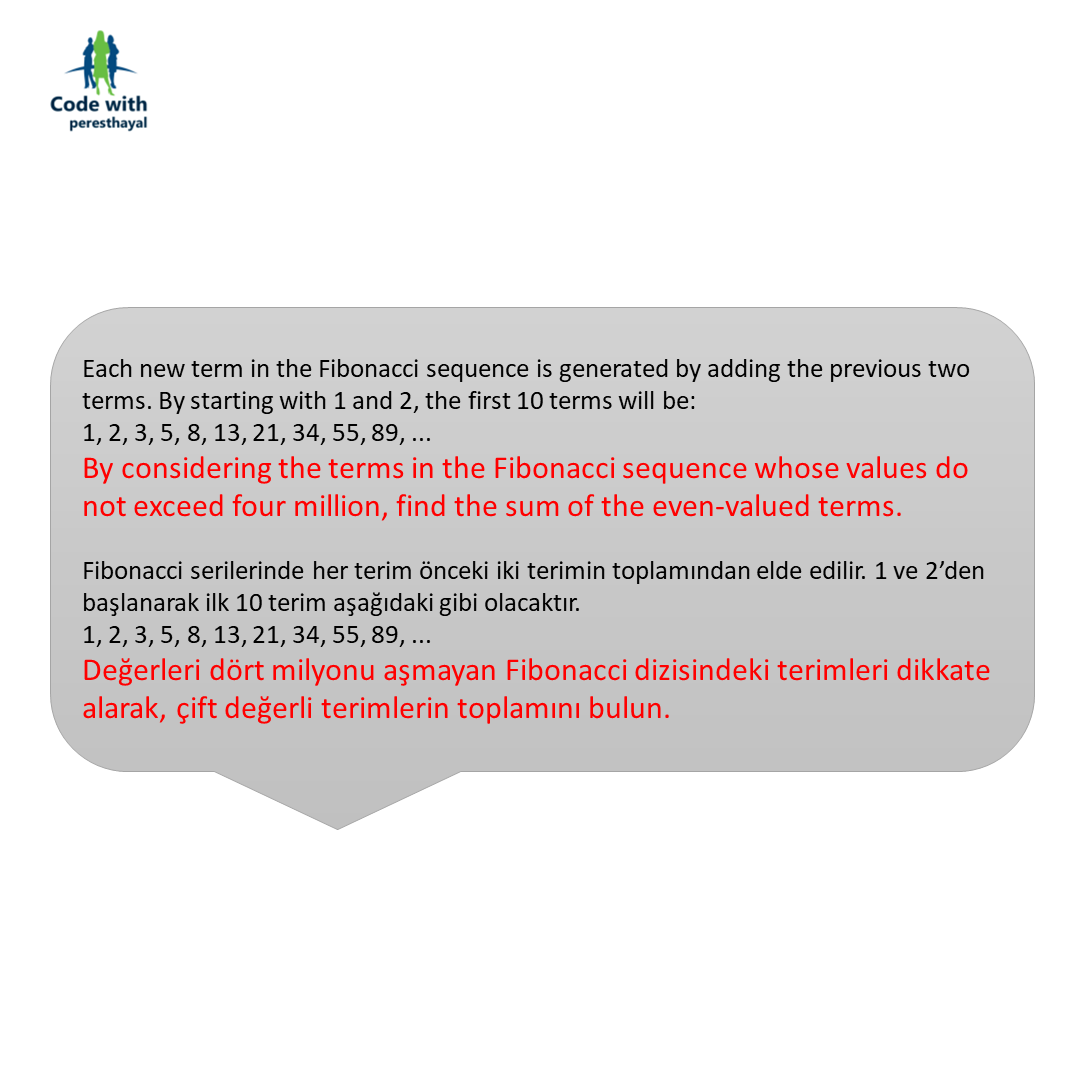 Code with
peresthayal
Each new term in the Fibonacci sequence is generated by adding the previous two
terms. By starting with 1 and 2, the first 10 terms will be:
1, 2, 3, 5, 8, 13, 21, 34, 55, 89, ...
By considering the terms in the Fibonacci sequence whose values do
not exceed four million, find the sum of the even-valued terms.
Fibonacci serilerinde her terim önceki iki terimin toplamından elde edilir. 1 ve 2’den
başlanarak ilk 10 terim aşağıdaki gibi olacaktır.
1, 2, 3, 5, 8, 13, 21, 34, 55, 89, ...
Değerleri dört milyonu aşmayan Fibonacci dizisindeki terimleri dikkate
alarak, çift değerli terimlerin toplamını bulun.